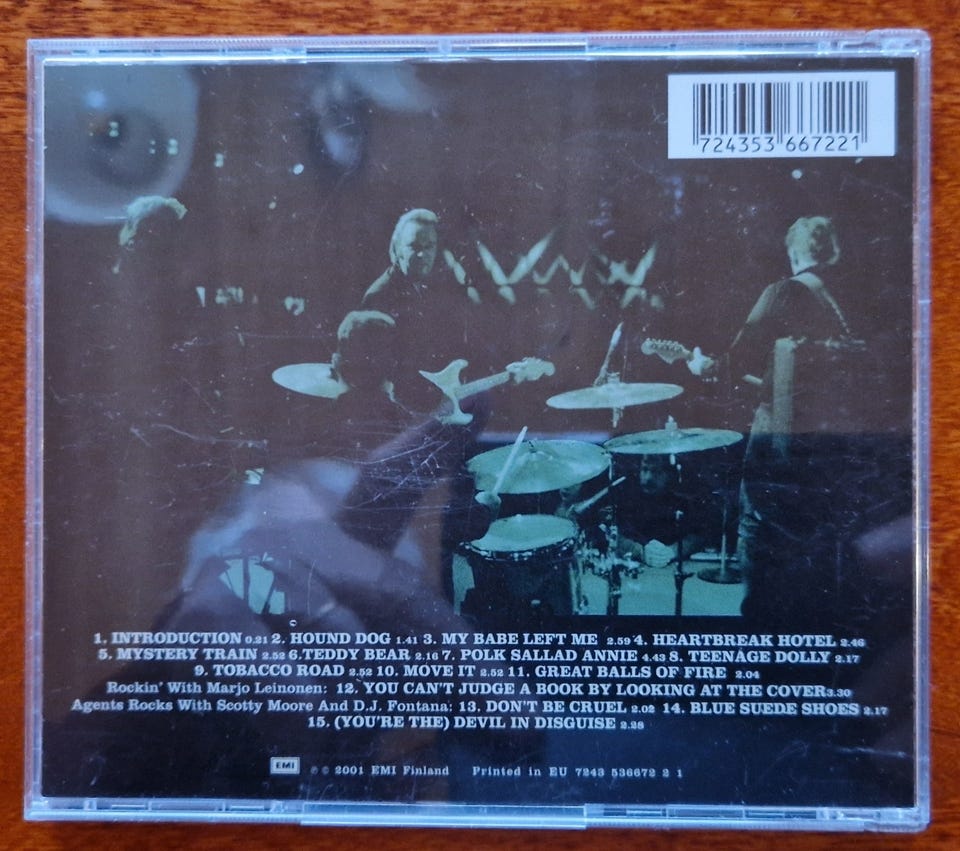 724353 667221
1. INTRODUCTION 0.21 2. HOUND DOG 1.41 3. MY BABE LEFT ME 2.59 4. HEARTBREAK HOTEL 2.46
5. MYSTERY TRAIN 2.52 6.TEDDY BEAR 2.16 7. POLK SALLAD ANNIE 4.43 8. TEENAGE DOLLY 2.17
9. TOBACCO ROAD 2.52 10. MOVE IT 2.52 11. GREAT BALLS OF FIRE 2.04
Rockin' With Marjo Leinonen: 12. YOU CAN'T JUDGE A BOOK BY LOOKING AT THE COVER3.30
Agents Rocks With Scotty Moore And D.J. Fontana: 13. DON'T BE CRUEL 2.02 14. BLUE SUEDE SHOES 2.17
15. (YOU'RE THE) DEVIL IN DISGUISE 2.28
EMI ℗ © 2001 EMI Finland Printed in EU 7243 536672 2 1